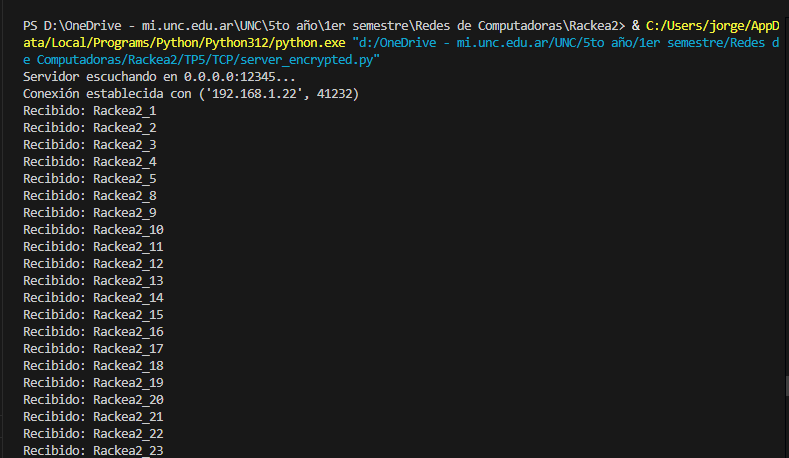 PS D:\OneDrive - mi.unc.edu.ar\UNC\5to año\1er semestre\Redes de Computadoras\Rackea2> & C:/Users/jorge/AppD
ata/Local/Programs/Python/Python312/python.exe "d:/OneDrive - mi.unc.edu.ar/UNC/5to año/1er semestre/Redes d
e Computadoras/Rackea2/TP5/TCP/server_encrypted.py"
Servidor escuchando en 0.0.0.0:12345...
Conexión establecida con ('192.168.1.22', 41232)
Recibido: Rackea2_1
Recibido: Rackea2_2
Recibido: Rackea2_3
Recibido: Rackea2_4
Recibido: Rackea2_5
Recibido: Rackea2_8
Recibido: Rackea2_9
Recibido: Rackea2_10
Recibido: Rackea2_11
Recibido: Rackea2_12
Recibido: Rackea2_13
Recibido: Rackea2_14
Recibido: Rackea2_15
Recibido: Rackea2_16
Recibido: Rackea2_17
Recibido: Rackea2_18
Recibido: Rackea2_19
Recibido: Rackea2_20
Recibido: Rackea2_21
Recibido: Rackea2_22
Recibido: Rackea2_23